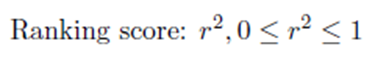 Ranking score: r², 0 ≤ r² ≤ 1